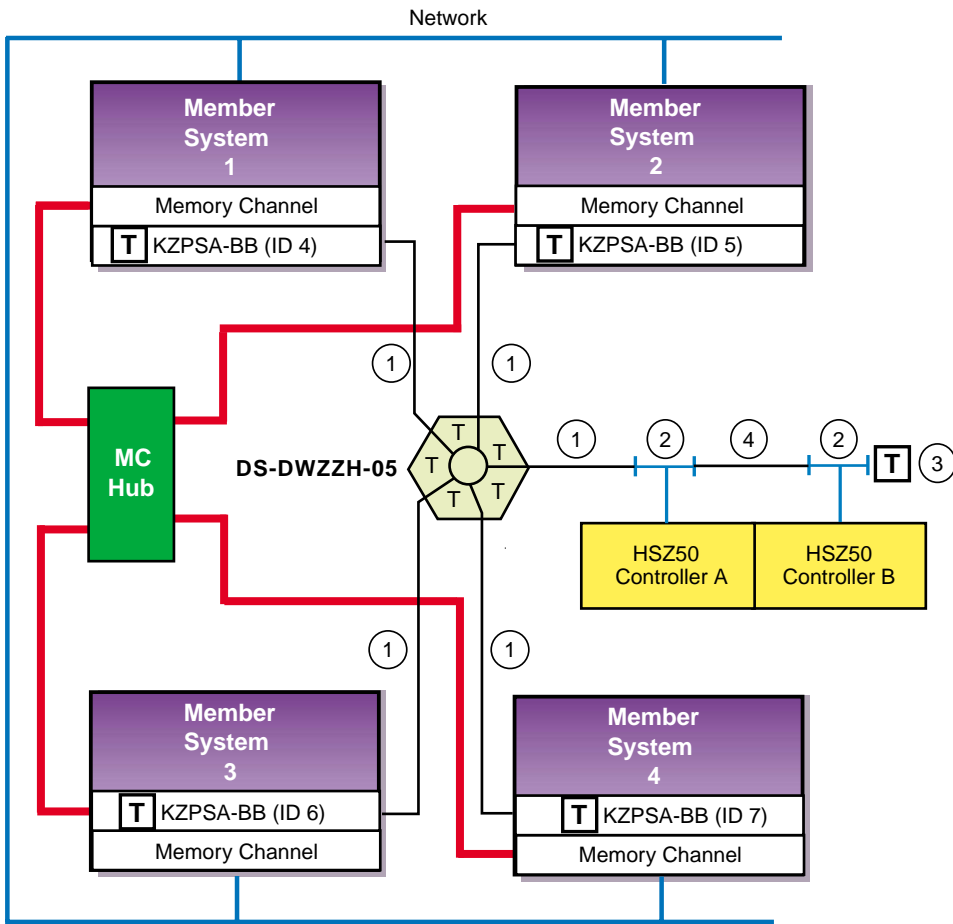 Network
Member
System
1
Memory Channel
T KZPSA-BB (ID 4)
Member
System
2
Memory Channel
T KZPSA-BB (ID 5)
1
1
MC
Hub
DS-DWZZH-05
T
T
T
T
T
1
2
4
2
T
3
HSZ50
Controller A
HSZ50
Controller B
1
1
Member
System
3
T KZPSA-BB (ID 6)
Memory Channel
Member
System
4
T KZPSA-BB (ID 7)
Memory Channel